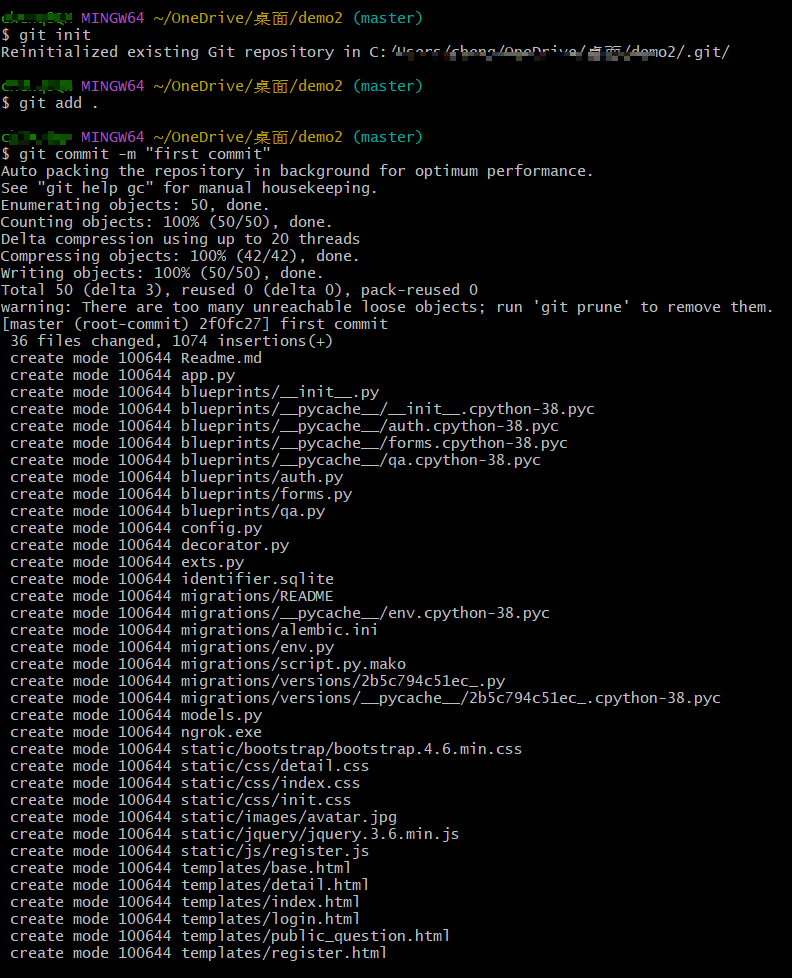 MINGW64 ~/OneDrive/桌面/demo2 (master)
$ git init
Reinitialized existing Git repository in C:/Users/cheng/OneDrive/桌面/demo2/.git/
MINGW64 ~/OneDrive/桌面/demo2 (master)
$ git add .
MINGW64 ~/OneDrive/桌面/demo2 (master)
$ git commit -m "first commit"
Auto packing the repository in background for optimum performance.
See "git help gc" for manual housekeeping.
Enumerating objects: 50, done.
Counting objects: 100% (50/50), done.
Delta compression using up to 20 threads
Compressing objects: 100% (42/42), done.
Writing objects: 100% (50/50), done.
Total 50 (delta 3), reused 0 (delta 0), pack-reused 0
warning: There are too many unreachable loose objects; run 'git prune' to remove them.
[master (root-commit) 2f0fc27] first commit
 36 files changed, 1074 insertions(+)
 create mode 100644 Readme.md
 create mode 100644 app.py
 create mode 100644 blueprints/__init__.py
 create mode 100644 blueprints/__pycache__/__init__.cpython-38.pyc
 create mode 100644 blueprints/__pycache__/auth.cpython-38.pyc
 create mode 100644 blueprints/__pycache__/forms.cpython-38.pyc
 create mode 100644 blueprints/__pycache__/qa.cpython-38.pyc
 create mode 100644 blueprints/auth.py
 create mode 100644 blueprints/forms.py
 create mode 100644 blueprints/qa.py
 create mode 100644 config.py
 create mode 100644 decorator.py
 create mode 100644 exts.py
 create mode 100644 identifier.sqlite
 create mode 100644 migrations/README
 create mode 100644 migrations/__pycache__/env.cpython-38.pyc
 create mode 100644 migrations/alembic.ini
 create mode 100644 migrations/env.py
 create mode 100644 migrations/script.py.mako
 create mode 100644 migrations/versions/2b5c794c51ec_.py
 create mode 100644 migrations/versions/__pycache__/2b5c794c51ec_.cpython-38.pyc
 create mode 100644 models.py
 create mode 100644 ngrok.exe
 create mode 100644 static/bootstrap/bootstrap.4.6.min.css
 create mode 100644 static/css/detail.css
 create mode 100644 static/css/index.css
 create mode 100644 static/css/init.css
 create mode 100644 static/images/avatar.jpg
 create mode 100644 static/jquery/jquery.3.6.min.js
 create mode 100644 static/js/register.js
 create mode 100644 templates/base.html
 create mode 100644 templates/detail.html
 create mode 100644 templates/index.html
 create mode 100644 templates/login.html
 create mode 100644 templates/public_question.html
 create mode 100644 templates/register.html